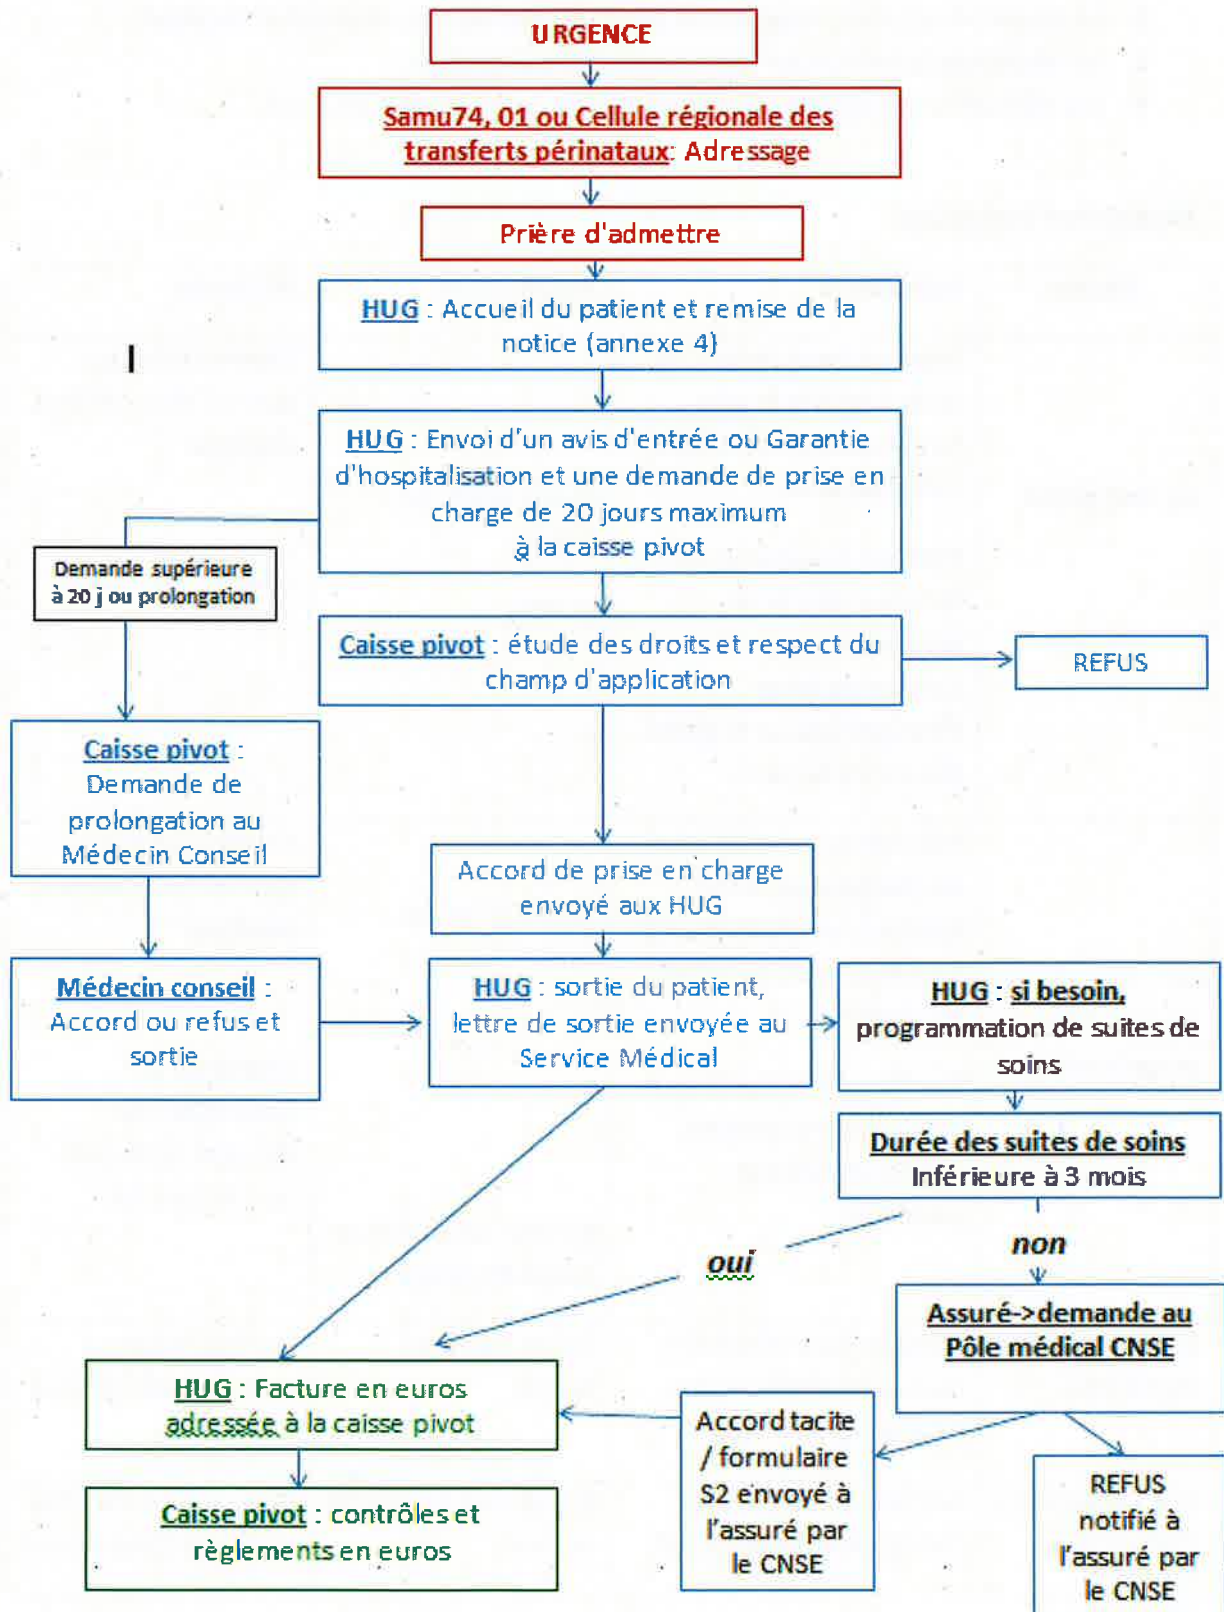 URGENCE
Samu74, 01 ou Cellule régionale des
transferts périnataux: Adressage
Prière d'admettre
HUG : Accueil du patient et remise de la
notice (annexe 4)
HUG : Envoi d'un avis d'entrée ou Garantie
d'hospitalisation et une demande de prise en
charge de 20 jours maximum
à la caisse pivot
Demande supérieure
à 20 j ou prolongation
Caisse pivot : étude des droits et respect du
champ d'application
REFUS
Caisse pivot :
Demande de
prolongation au
Médecin Conseil
Accord de prise en charge
envoyé aux HUG
Médecin conseil :
Accord ou refus et
sortie
HUG : sortie du patient,
lettre de sortie envoyée au
Service Médical
HUG : si besoin,
programmation de suites de
soins
Durée des suites de soins
Inférieure à 3 mois
oui
non
Assuré->demande au
Pôle médical CNSE
HUG : Facture en euros
adressée à la caisse pivot
Accord tacite
/ formulaire
S2 envoyé à
l'assuré par
le CNSE
REFUS
notifié à
l'assuré par
le CNSE
Caisse pivot : contrôles et
règlements en euros